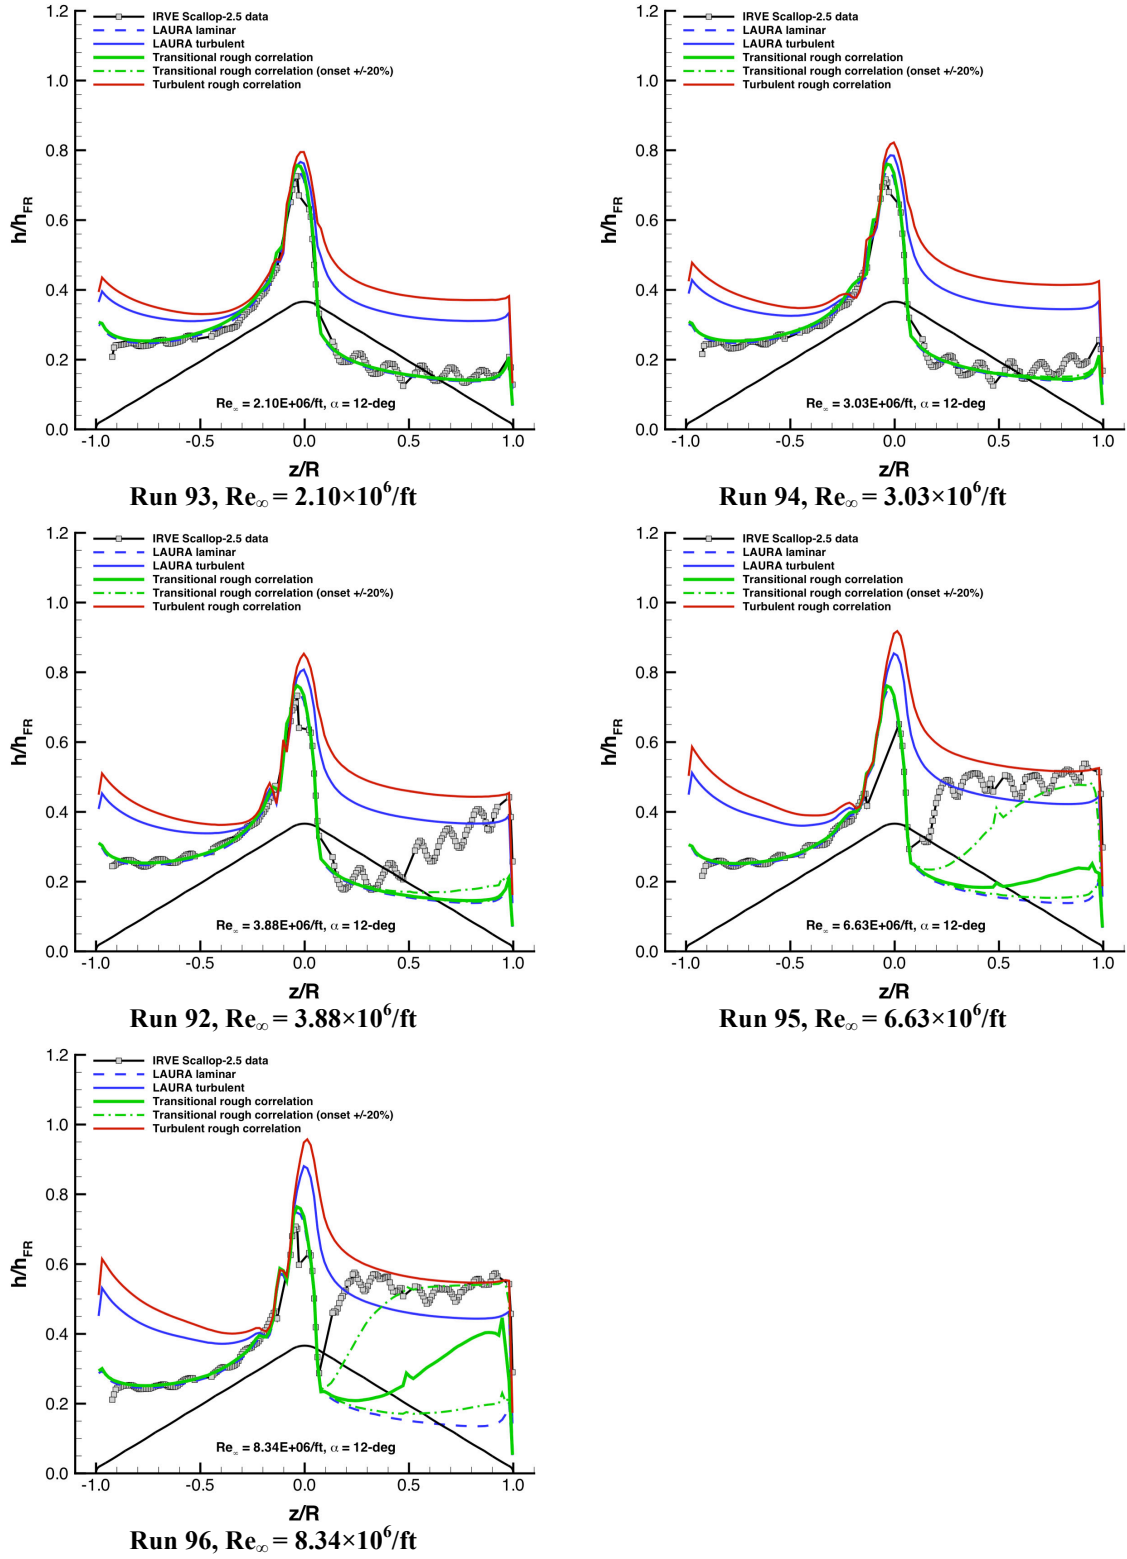 1.2
1.0
0.8
0.6
0.4
0.2
0.0
h/h_FR
IRVE Scallop-2.5 data
LAURA laminar
LAURA turbulent
Transitional rough correlation
Transitional rough correlation (onset +/-20%)
Turbulent rough correlation
Re∞ = 2.10E+06/ft, α = 12-deg
-1.0 -0.5 0.0 0.5 1.0
z/R
Run 93, Re∞ = 2.10×10⁶/ft
1.2
1.0
0.8
0.6
0.4
0.2
0.0
h/h_FR
IRVE Scallop-2.5 data
LAURA laminar
LAURA turbulent
Transitional rough correlation
Transitional rough correlation (onset +/-20%)
Turbulent rough correlation
Re∞ = 3.03E+06/ft, α = 12-deg
-1.0 -0.5 0.0 0.5 1.0
z/R
Run 94, Re∞ = 3.03×10⁶/ft
1.2
1.0
0.8
0.6
0.4
0.2
0.0
h/h_FR
IRVE Scallop-2.5 data
LAURA laminar
LAURA turbulent
Transitional rough correlation
Transitional rough correlation (onset +/-20%)
Turbulent rough correlation
Re∞ = 3.88E+06/ft, α = 12-deg
-1.0 -0.5 0.0 0.5 1.0
z/R
Run 92, Re∞ = 3.88×10⁶/ft
1.2
1.0
0.8
0.6
0.4
0.2
0.0
h/h_FR
IRVE Scallop-2.5 data
LAURA laminar
LAURA turbulent
Transitional rough correlation
Transitional rough correlation (onset +/-20%)
Turbulent rough correlation
Re∞ = 6.63E+06/ft, α = 12-deg
-1.0 -0.5 0.0 0.5 1.0
z/R
Run 95, Re∞ = 6.63×10⁶/ft
1.2
1.0
0.8
0.6
0.4
0.2
0.0
h/h_FR
IRVE Scallop-2.5 data
LAURA laminar
LAURA turbulent
Transitional rough correlation
Transitional rough correlation (onset +/-20%)
Turbulent rough correlation
Re∞ = 8.34E+06/ft, α = 12-deg
-1.0 -0.5 0.0 0.5 1.0
z/R
Run 96, Re∞ = 8.34×10⁶/ft